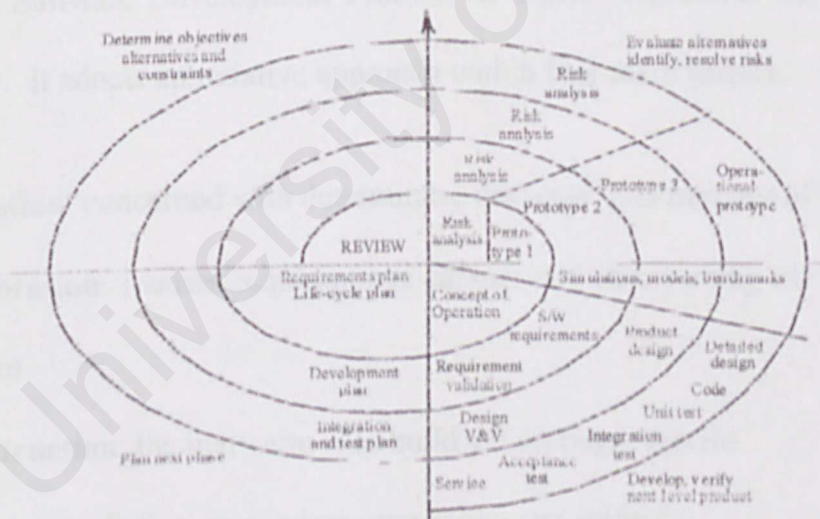 Determine objectives
alternatives and
constraints
Evaluate alternatives
identify, resolve risks
Risk
analysis
Risk
analysis
Risk
analysis
Risk
analysis
Proto-
type 1
Prototype 2
Prototype 3
Opera-
tional
protoype
REVIEW
Requirements plan
Life-cycle plan
Concept of
Operation
Simulations, models, benchmarks
S/W
requirements
Product
design
Detailed
design
Development
plan
Requirement
validation
Code
Unit test
Integration
and test plan
Design
V&V
Integration
test
Plan next phase
Acceptance
test
Service
Develop, verify
next level product
University of